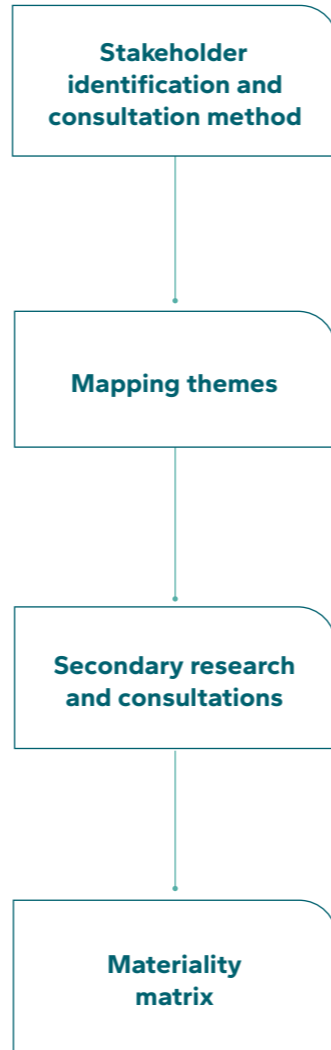 Stakeholder
identification and
consultation method
Mapping themes
Secondary research
and consultations
Materiality
matrix